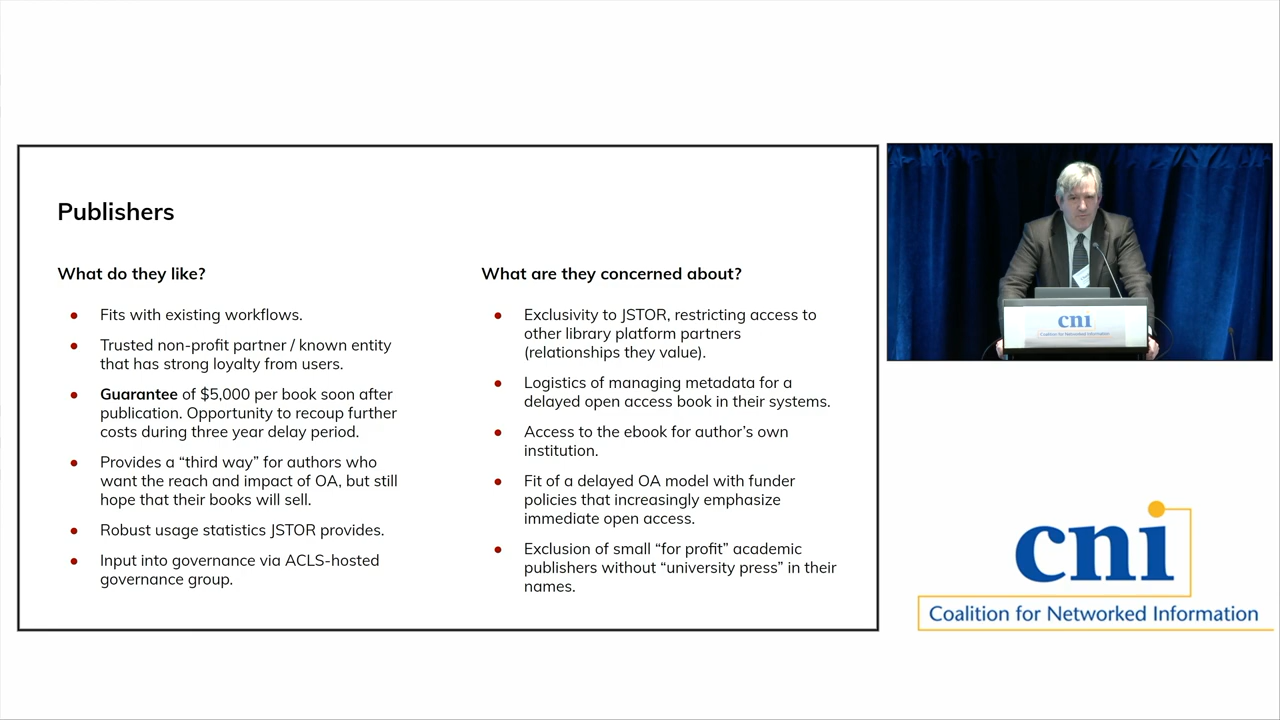 Publishers
What do they like?
● Fits with existing workflows.
● Trusted non-profit partner / known entity
that has strong loyalty from users.
● Guarantee of $5,000 per book soon after
publication. Opportunity to recoup further
costs during three year delay period.
● Provides a “third way” for authors who
want the reach and impact of OA, but still
hope that their books will sell.
● Robust usage statistics JSTOR provides.
● Input into governance via ACLS-hosted
governance group.
What are they concerned about?
● Exclusivity to JSTOR, restricting access to
other library platform partners
(relationships they value).
● Logistics of managing metadata for a
delayed open access book in their systems.
● Access to the ebook for author’s own
institution.
● Fit of a delayed OA model with funder
policies that increasingly emphasize
immediate open access.
● Exclusion of small “for profit” academic
publishers without “university press” in their
names.
cni
Coalition for Networked Information
cni
Coalition for Networked Information